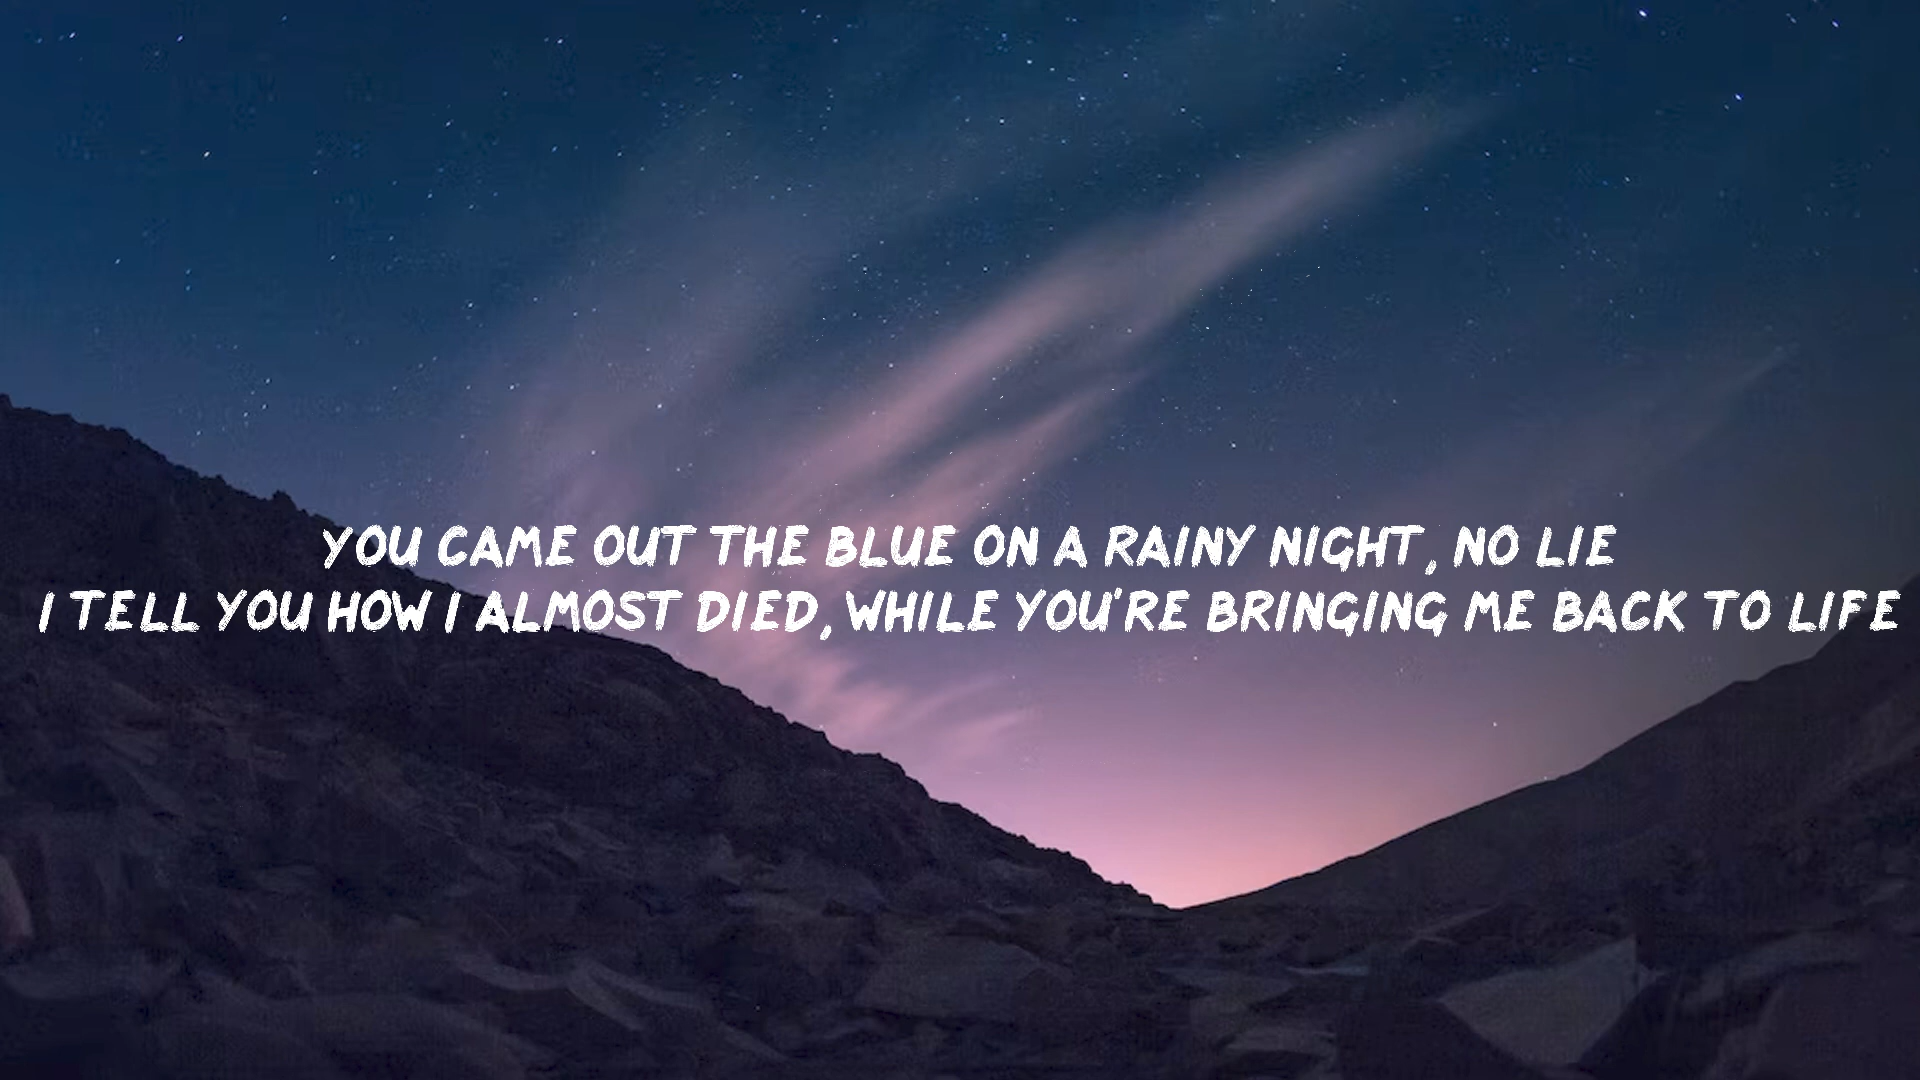 YOU CAME OUT THE BLUE ON A RAINY NIGHT, NO LIE
I TELL YOU HOW I ALMOST DIED, WHILE YOU'RE BRINGING ME BACK TO LIFE